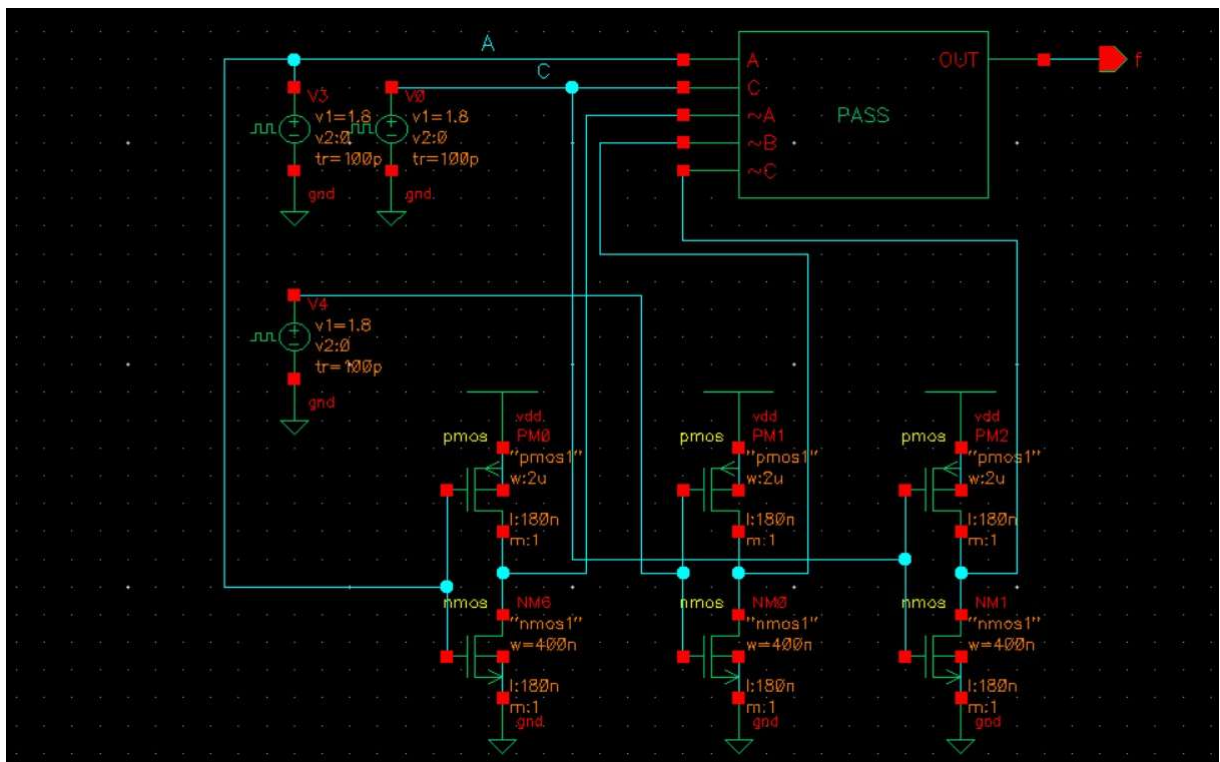 A
C
A
C
~A
~B
~C
PASS
OUT
f
V3
v1=1.8
v2:0
tr=100p
gnd
V0
v1=1.8
v2:0
tr=100p
gnd
V4
v1=1.8
v2:0
tr=100p
gnd
vdd
pmos
PM0
"pmos1"
w:2u
l:180n
m:1
vdd
pmos
PM1
"pmos1"
w:2u
l:180n
m:1
vdd
pmos
PM2
"pmos1"
w:2u
l:180n
m:1
nmos
NM6
"nmos1"
w=400n
l:180n
m:1
gnd
nmos
NM0
"nmos1"
w=400n
l:180n
m:1
gnd
nmos
NM1
"nmos1"
w=400n
l:180n
m:1
gnd